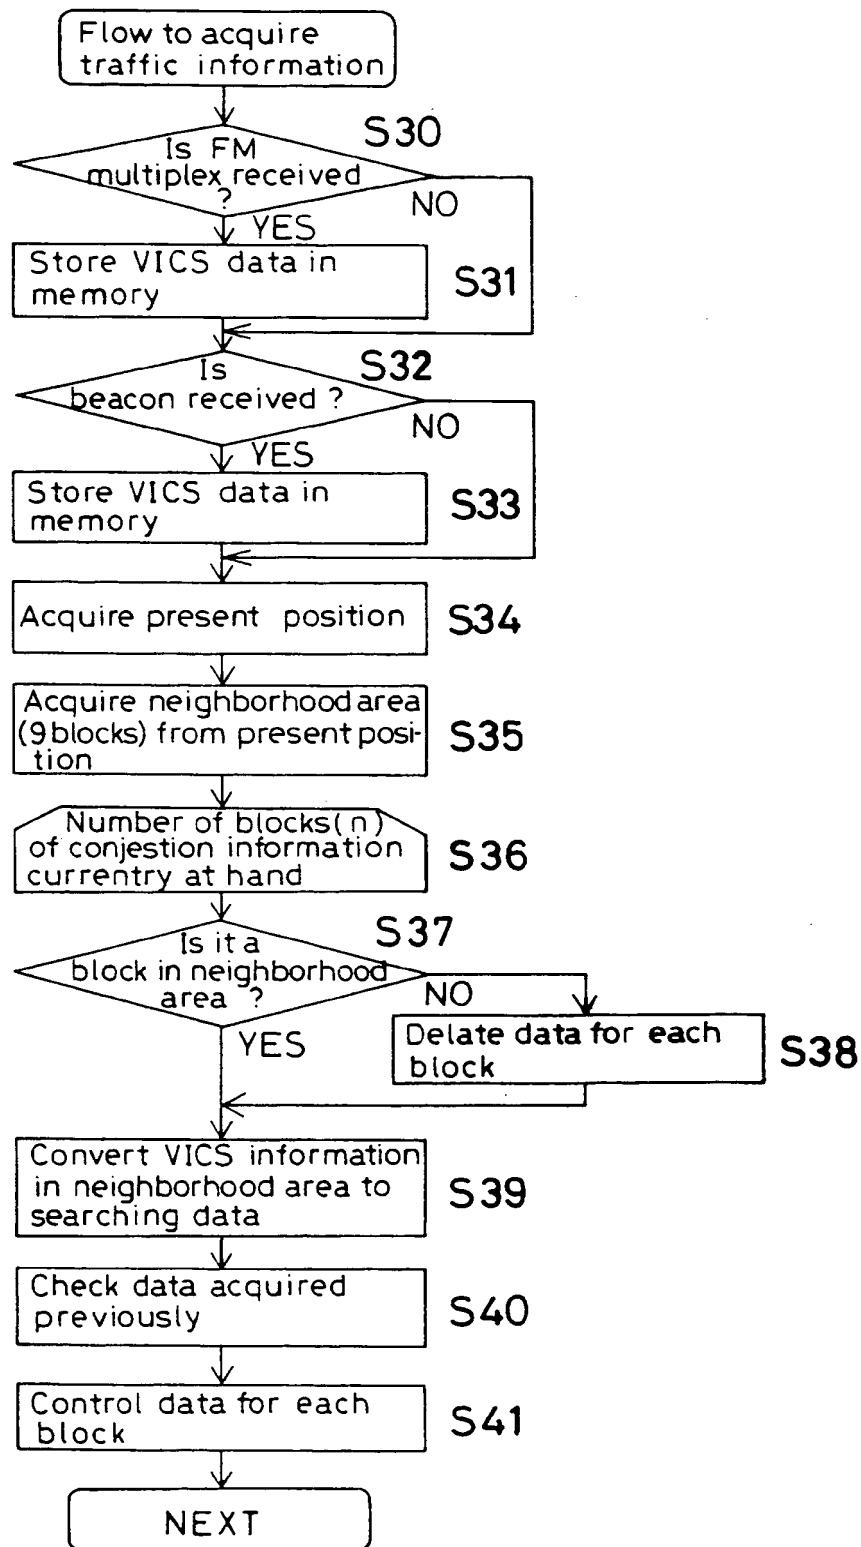 Flow to acquire
traffic information
S30
Is FM
multiplex received
?
NO
YES
Store VICS data in
memory
S31
Is
beacon received ?
S32
NO
YES
Store VICS data in
memory
S33
Acquire present position
S34
Acquire neighborhood area
(9 blocks) from present posi-
tion
S35
Number of blocks(n)
of conjestion information
currentry at hand
S36
Is it a
block in neighborhood
area ?
S37
NO
YES
Delate data for each
block
S38
Convert VICS information
in neighborhood area to
searching data
S39
Check data acquired
previously
S40
Control data for each
block
S41
NEXT